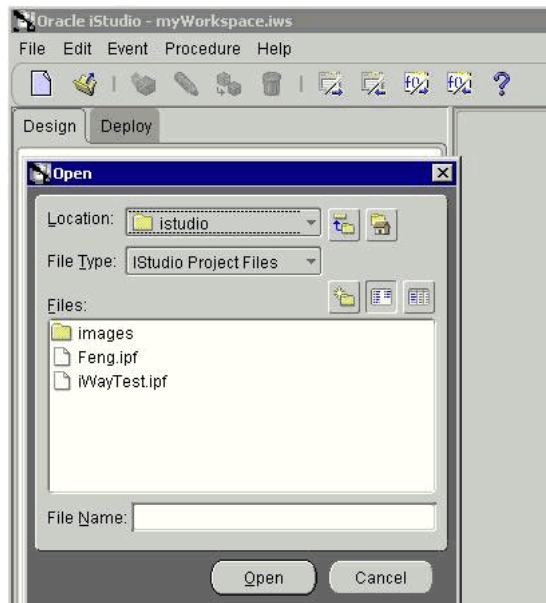 Oracle iStudio - myWorkspace.iws
File Edit Event Procedure Help
Design Deploy
Open
Location: istudio
File Type: IStudio Project Files
Files:
images
Feng.ipf
iWayTest.ipf
File Name:
Open Cancel